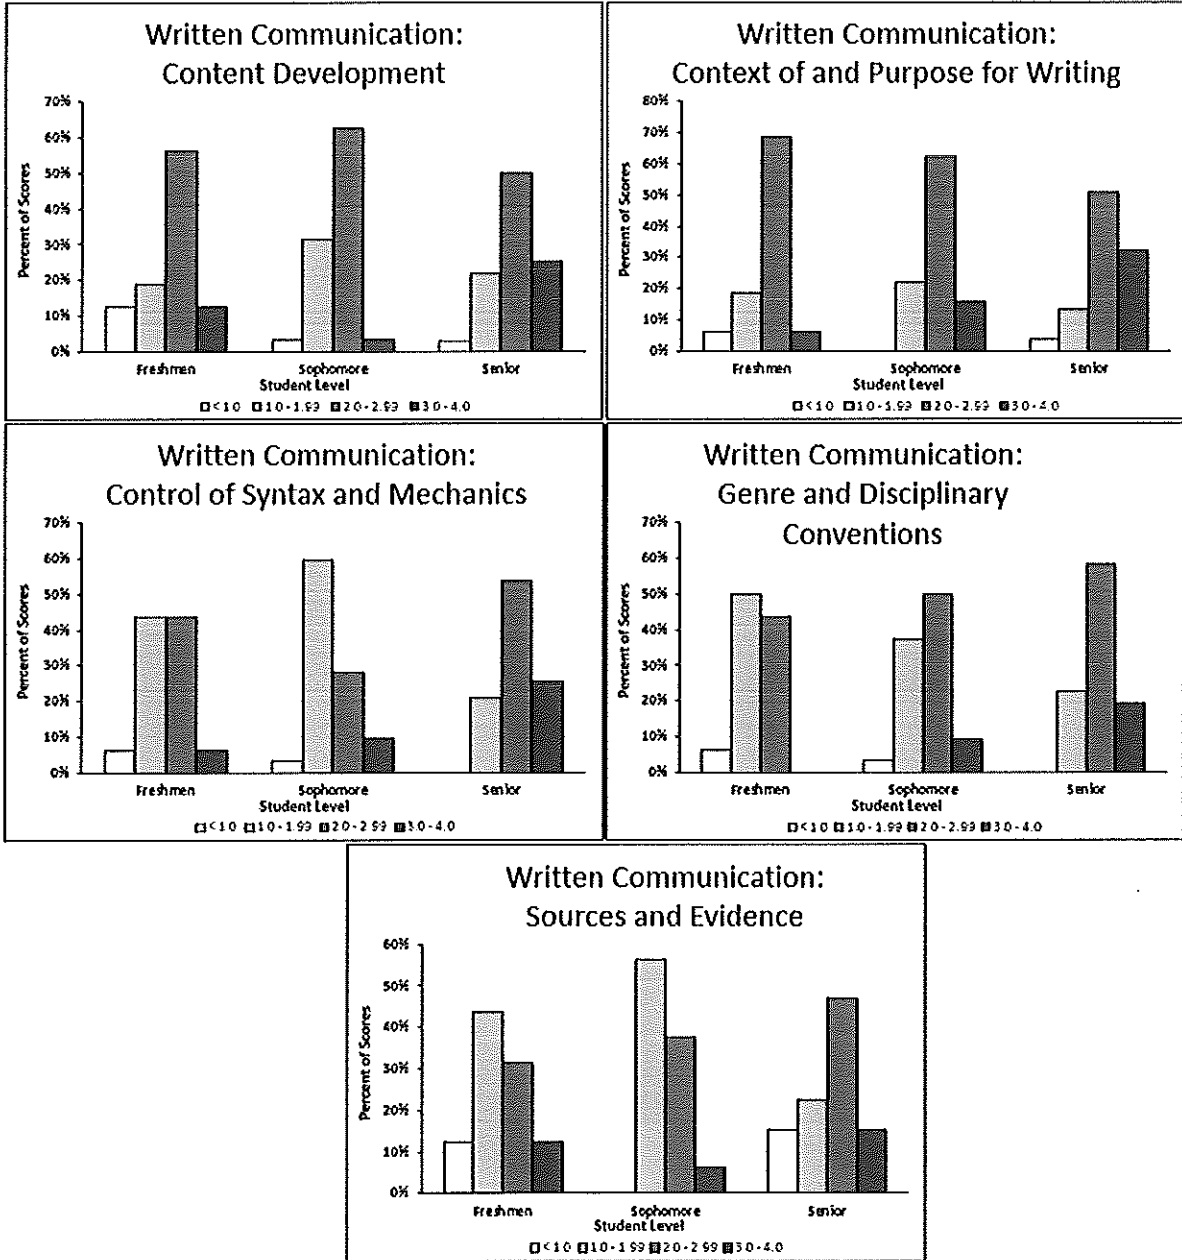 Written Communication:
Content Development
Percent of Scores
70%
60%
50%
40%
30%
20%
10%
0%
Freshmen Sophomore Senior
Student Level
<1.0 1.0-1.99 2.0-2.99 3.0-4.0
Written Communication:
Context of and Purpose for Writing
Percent of Scores
80%
70%
60%
50%
40%
30%
20%
10%
0%
Freshmen Sophomore Senior
Student Level
<1.0 1.0-1.99 2.0-2.99 3.0-4.0
Written Communication:
Control of Syntax and Mechanics
Percent of Scores
70%
60%
50%
40%
30%
20%
10%
0%
Freshmen Sophomore Senior
Student Level
<1.0 1.0-1.99 2.0-2.99 3.0-4.0
Written Communication:
Genre and Disciplinary
Conventions
Percent of Scores
70%
60%
50%
40%
30%
20%
10%
0%
Freshmen Sophomore Senior
Student Level
<1.0 1.0-1.99 2.0-2.99 3.0-4.0
Written Communication:
Sources and Evidence
Percent of Scores
60%
50%
40%
30%
20%
10%
0%
Freshmen Sophomore Senior
Student Level
<1.0 1.0-1.99 2.0-2.99 3.0-4.0